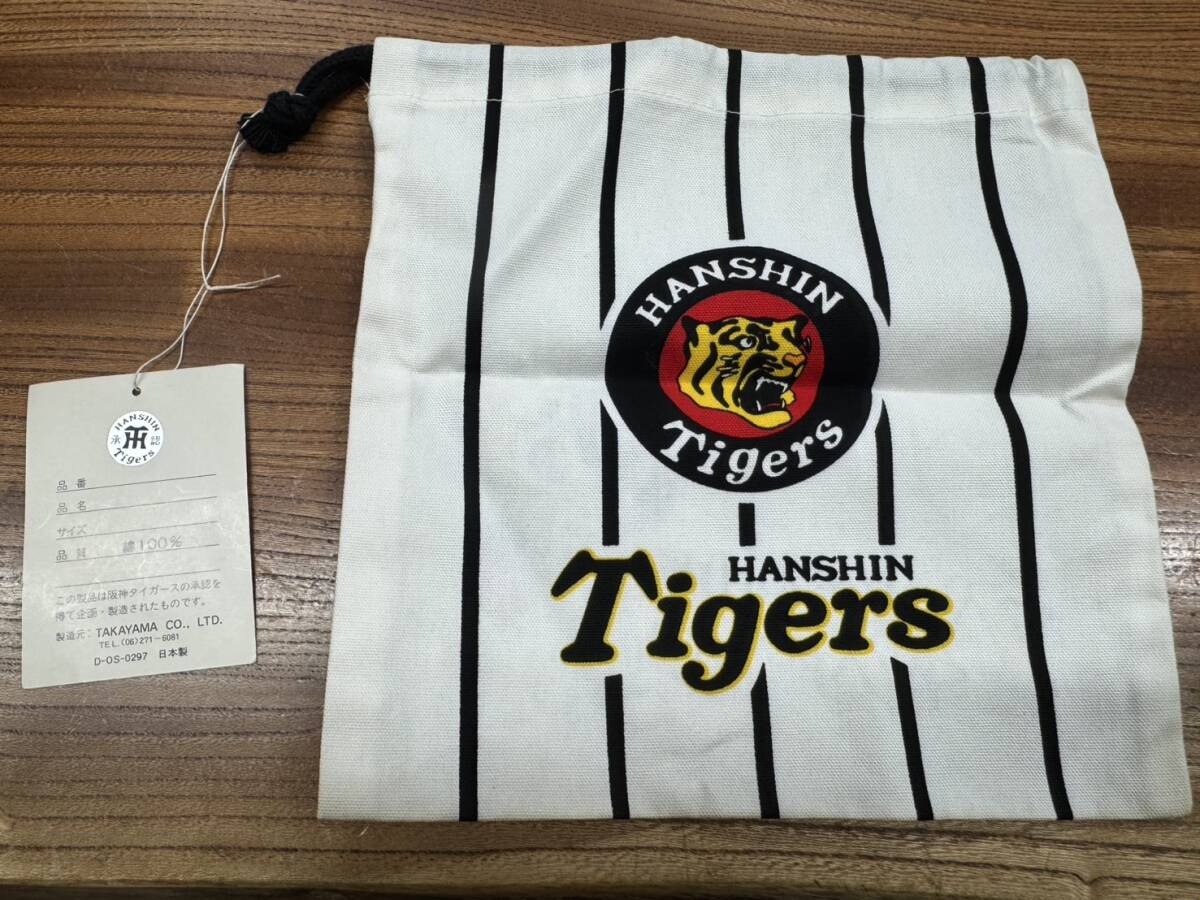 HANSHIN
Tigers
HANSHIN
Tigers
HANSHIN
承 TH 認
Tigers
品番
品名
サイズ
品質 綿100%
この製品は阪神タイガースの承認を
得て企画・製造されたものです。
製造元:TAKAYAMA CO., LTD.
TEL.(06)271-6081
D-OS-0297 日本製